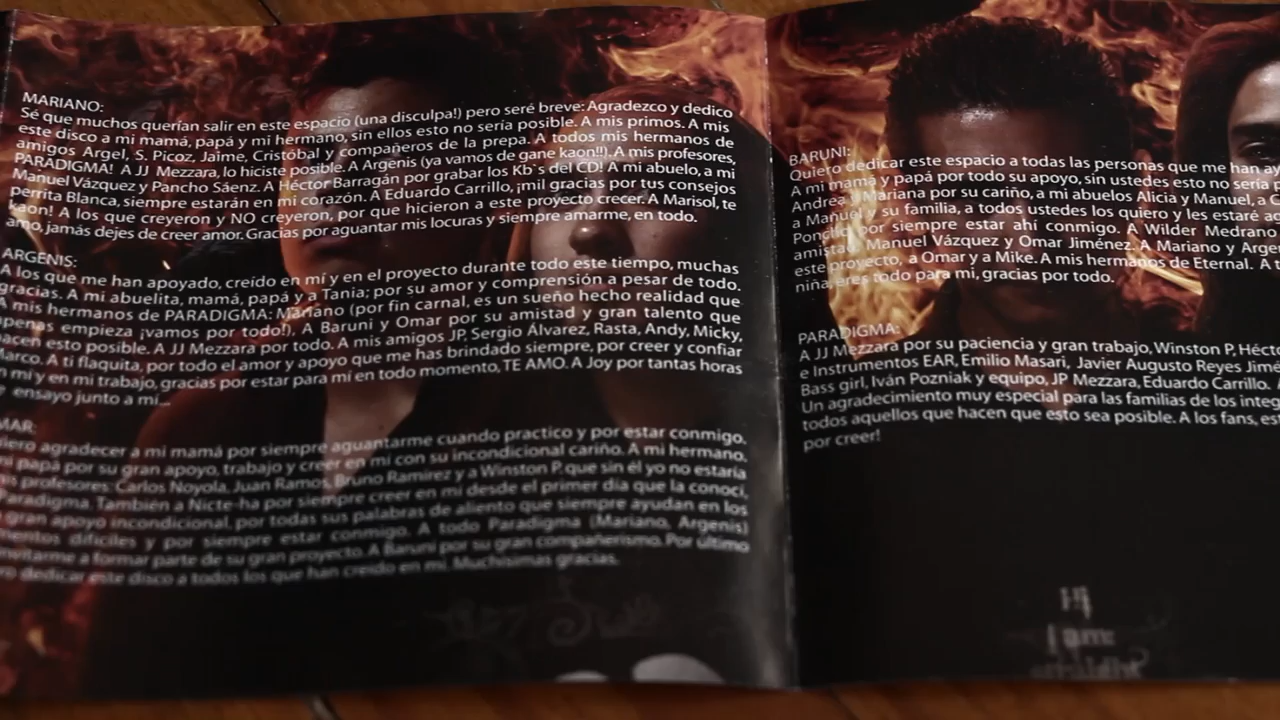 MARIANO:
Sé que muchos querían salir en este espacio (una disculpa!) pero seré breve: Agradezco y dedico
este disco a mi mamá, papá y mi hermano, sin ellos esto no sería posible. A mis primos. A mis
amigos Argel, S. Picoz, Jaime, Cristóbal y compañeros de la prepa. A todos mis hermanos de
PARADIGMA! A JJ Mezzara, lo hiciste posible. A Argenis (ya vamos de gane kaon!!). A mis profesores,
Manuel Vázquez y Pancho Sáenz. A Héctor Barragán por grabar los Kb`s del CD! A mi abuelo, a mi
perrita Blanca, siempre estarán en mi corazón. A Eduardo Carrillo, ¡mil gracias por tus consejos
kaon! A los que creyeron y NO creyeron, por que hicieron a este proyecto crecer. A Marisol, te
amo, jamás dejes de creer amor. Gracias por aguantar mis locuras y siempre amarme, en todo.
ARGENIS:
A los que me han apoyado, creído en mí y en el proyecto durante todo este tiempo, muchas
gracias. A mi abuelita, mamá, papá y a Tania; por su amor y comprensión a pesar de todo.
A mis hermanos de PARADIGMA: Mariano (por fin carnal, es un sueño hecho realidad que
apenas empieza ¡vamos por todo!), A Baruni y Omar por su amistad y gran talento que
hacen esto posible. A JJ Mezzara por todo. A mis amigos JP, Sergio Álvarez, Rasta, Andy, Micky,
Marco. A ti flaquita, por todo el amor y apoyo que me has brindado siempre, por creer y confiar
n mí y en mi trabajo, gracias por estar para mí en todo momento, TE AMO. A Joy por tantas horas
e ensayo junto a mí...
MAR:
iero agradecer a mi mamá por siempre aguantarme cuando practico y por estar conmigo.
mi papá por su gran apoyo, trabajo y creer en mí con su incondicional cariño. A mi hermano.
is profesores: Carlos Noyola, Juan Ramos, Bruno Ramirez y a Winston P. que sin él yo no estaría
Paradigma. También a Nicte-ha por siempre creer en mí desde el primer día que la conocí,
gran apoyo incondicional, por todas sus palabras de aliento que siempre ayudan en los
mentos difíciles y por siempre estar conmigo. A todo Paradigma (Mariano, Argenis)
invitarme a formar parte de su gran proyecto. A Baruni por su gran compañerismo. Por último
dedicar este disco a todos los que han creído en mí. Muchísimas gracias.
BARUNI:
Quiero dedicar este espacio a todas las personas que me han ay
A mi mamá y papá por todo su apoyo, sin ustedes esto no sería p
Andrea y Mariana por su cariño, a mi abuelos Alicia y Manuel, a C
a Manuel y su familia, a todos ustedes los quiero y les estaré ag
Poncho por siempre estar ahí conmigo. A Wilder Medrano
amistad, Manuel Vázquez y Omar Jiménez. A Mariano y Arge
este proyecto, a Omar y a Mike. A mis hermanos de Eternal. A t
niña, eres todo para mi, gracias por todo.
PARADIGMA:
A JJ Mezzara por su paciencia y gran trabajo, Winston P, Hécto
e Instrumentos EAR, Emilio Masari, Javier Augusto Reyes Jimé
Bass girl, Iván Pozniak y equipo, JP Mezzara, Eduardo Carrillo. A
Un agradecimiento muy especial para las familias de los integ
todos aquellos que hacen que esto sea posible. A los fans, es
por creer!
Hi
I am: